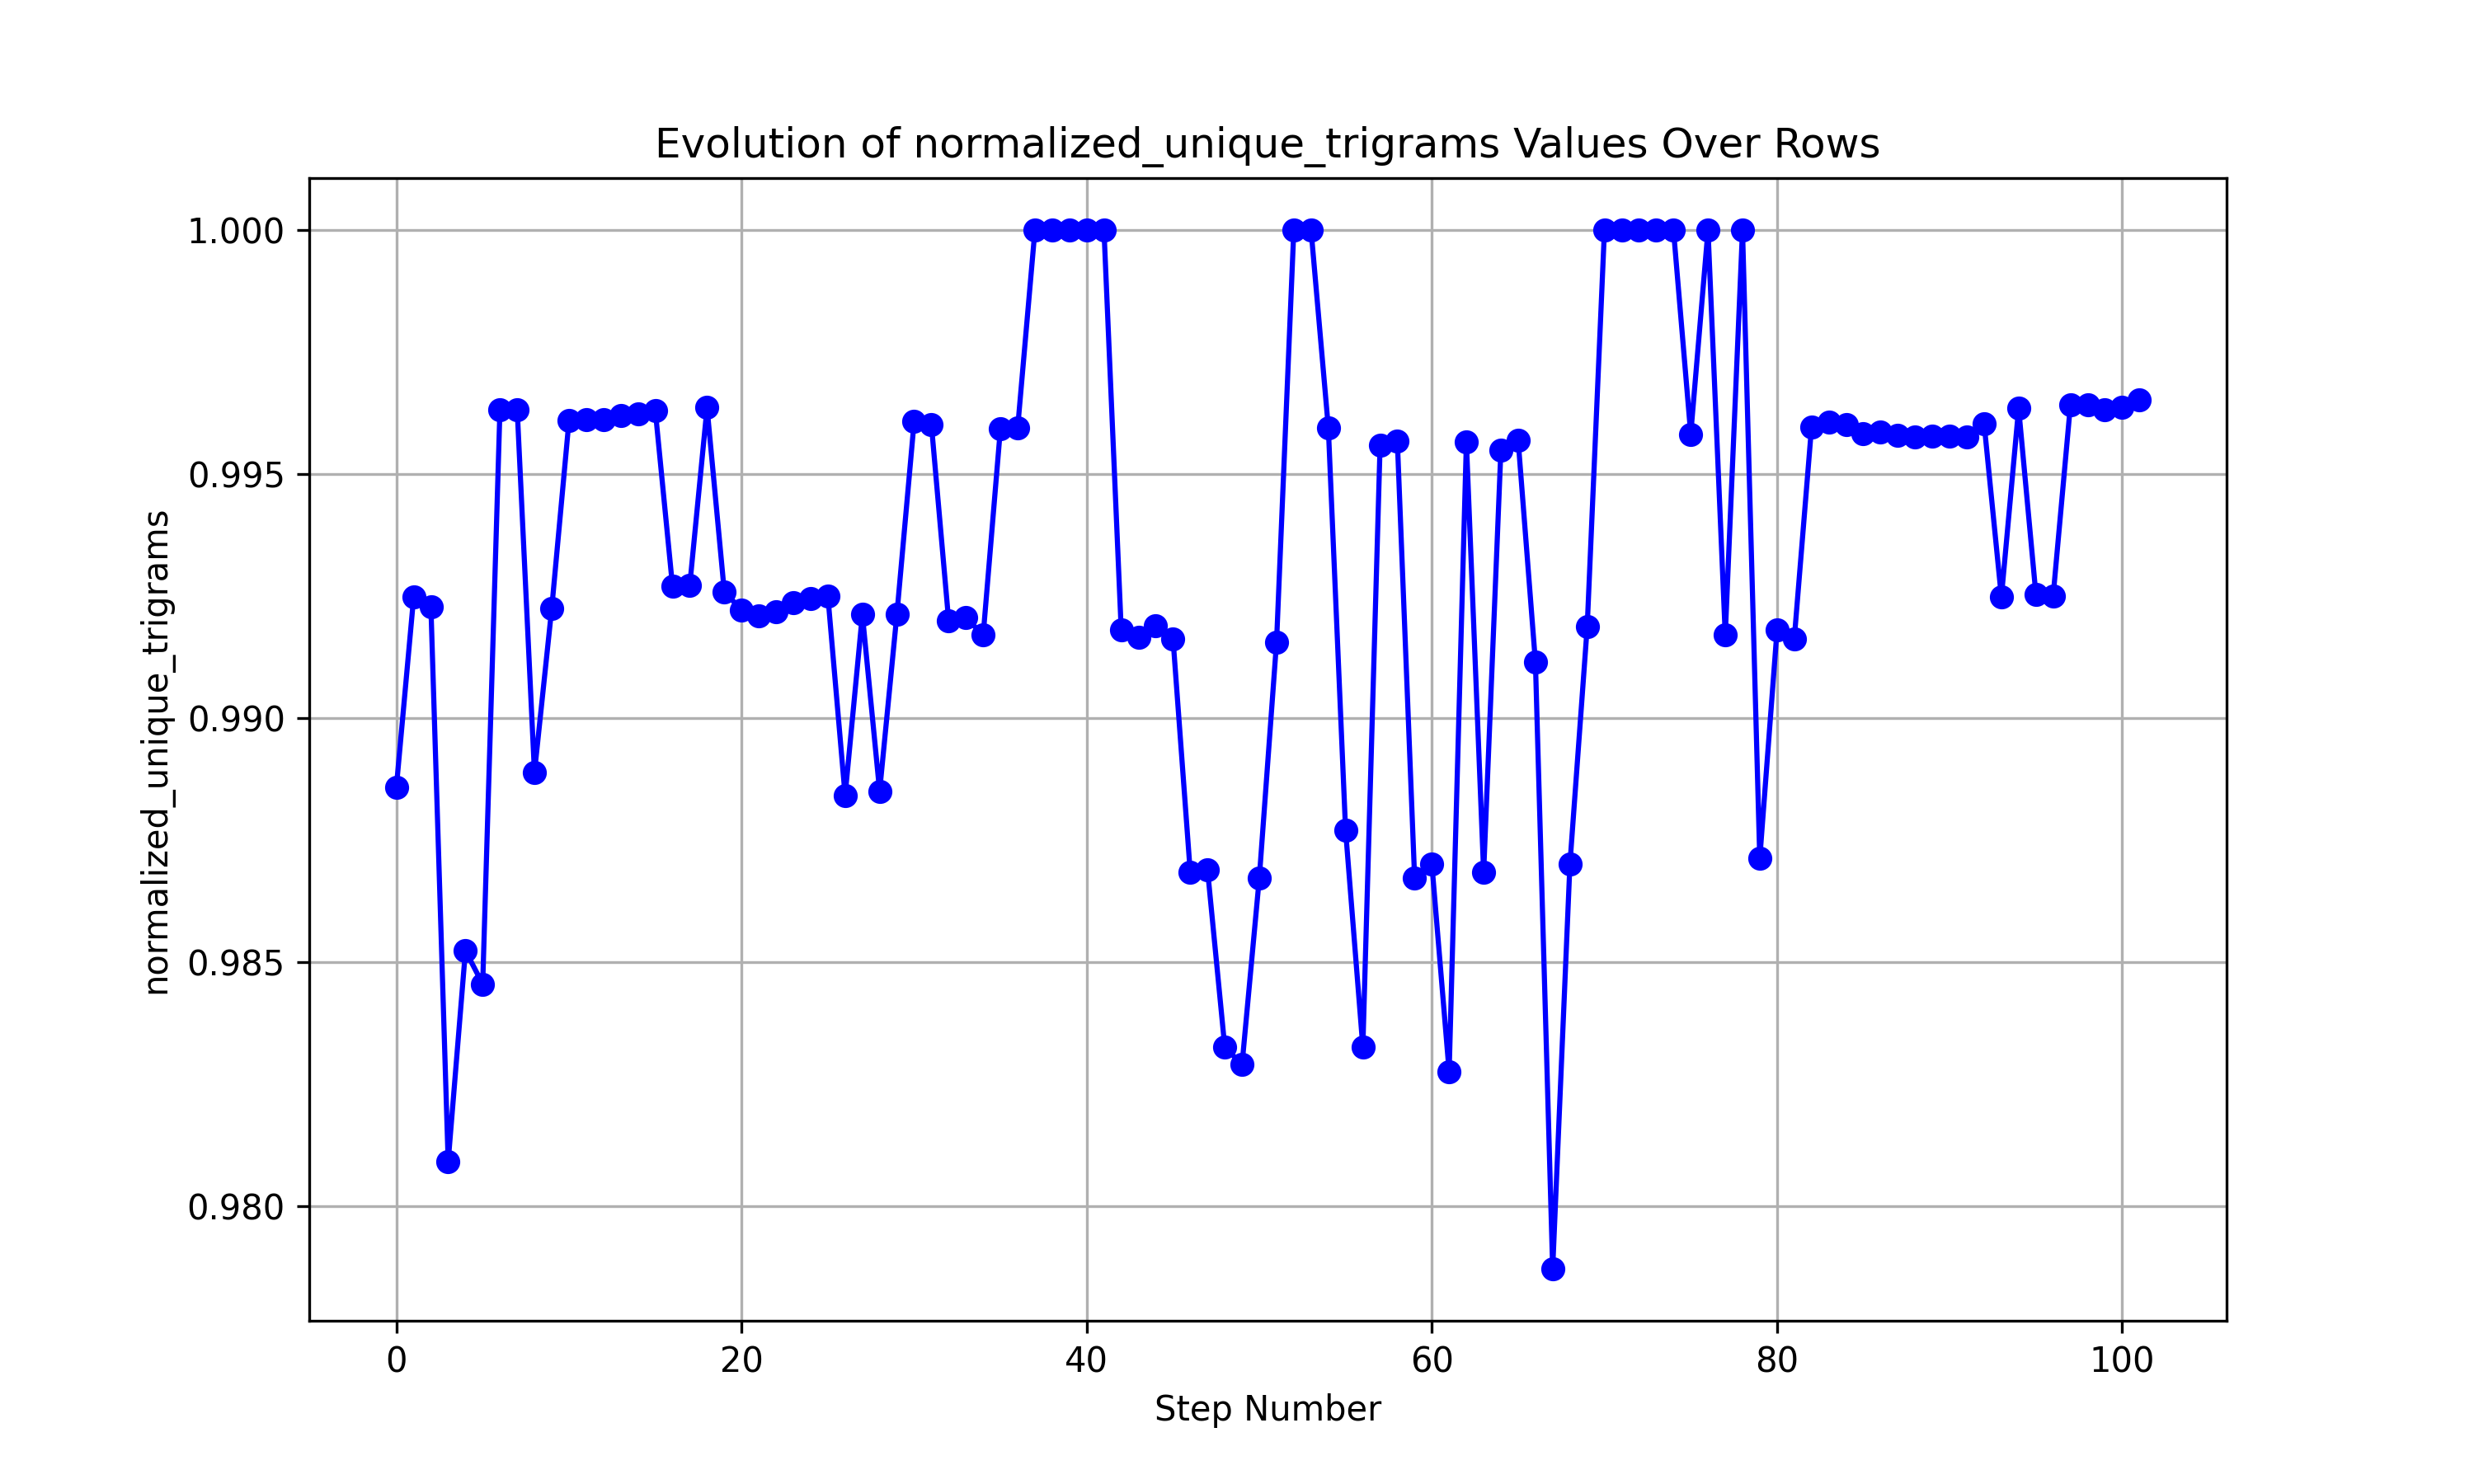 Evolution of normalized_unique_trigrams Values Over Rows
1.000
0.995
0.990
0.985
0.980
normalized_unique_trigrams
0 20 40 60 80 100
Step Number